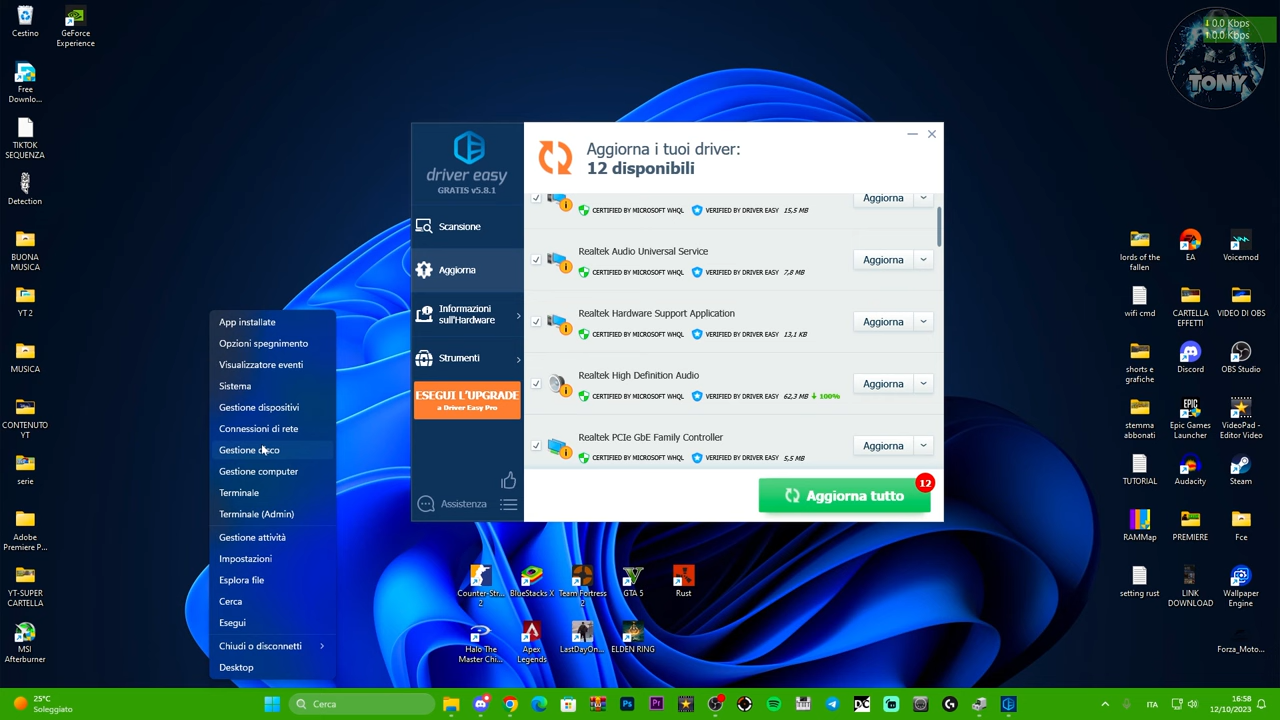 Cestino
GeForce
Experience
Free
Downlo...
TIKTOK
SEQUENZA
Detection
BUONA
MUSICA
YT 2
MUSICA
CONTENUTO
YT
serie
Adobe
Premiere P...
YT-SUPER
CARTELLA
MSI
Afterburner
App installate
Opzioni spegnimento
Visualizzatore eventi
Sistema
Gestione dispositivi
Connessioni di rete
Gestione disco
Gestione computer
Terminale
Terminale (Admin)
Gestione attività
Impostazioni
Esplora file
Cerca
Esegui
Chiudi o disconnetti
Desktop
driver easy
GRATIS v5.8.1
Scansione
Aggiorna
Informazioni
sull'Hardware
Strumenti
ESEGUI L'UPGRADE
a Driver Easy Pro
Assistenza
Aggiorna i tuoi driver:
12 disponibili
Aggiorna
CERTIFIED BY MICROSOFT WHQL VERIFIED BY DRIVER EASY 15,5 MB
Realtek Audio Universal Service
Aggiorna
CERTIFIED BY MICROSOFT WHQL VERIFIED BY DRIVER EASY 7,8 MB
Realtek Hardware Support Application
Aggiorna
CERTIFIED BY MICROSOFT WHQL VERIFIED BY DRIVER EASY 13,1 KB
Realtek High Definition Audio
Aggiorna
CERTIFIED BY MICROSOFT WHQL VERIFIED BY DRIVER EASY 62,3 MB 100%
Realtek PCIe GbE Family Controller
Aggiorna
CERTIFIED BY MICROSOFT WHQL VERIFIED BY DRIVER EASY 5,5 MB
Aggiorna tutto
12
Counter-Str...
2
BlueStacks X
Team Fortress
2
GTA 5
Rust
Halo The
Master Chi...
Apex
Legends
LastDayOn...
ELDEN RING
0.0 Kbps
0.0 Kbps
TONY
lords of the
fallen
EA
Voicemod
wifi cmd
CARTELLA
EFFETTI
VIDEO DI OBS
shorts e
grafiche
Discord
OBS Studio
stemma
abbonati
Epic Games
Launcher
VideoPad -
Editor Video
TUTORIAL
Audacity
Steam
RAMMap
PREMIERE
Fce
setting rust
LINK
DOWNLOAD
Wallpaper
Engine
Forza_Moto...
25°C
Soleggiato
Cerca
Ps
Pr
ITA
16:58
12/10/2023